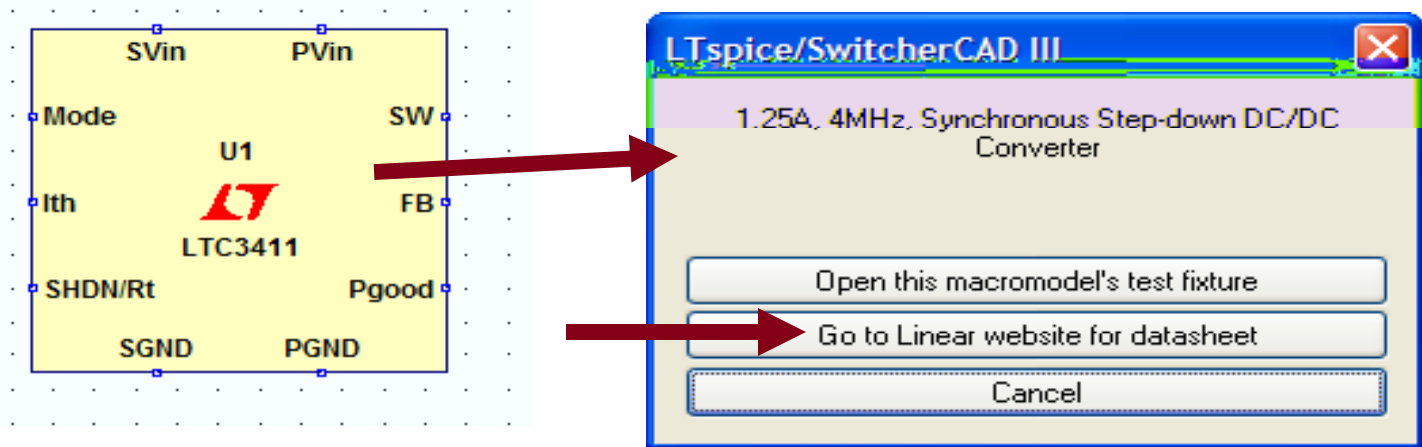 SVin PVin
Mode SW
U1
Ith FB
LTC3411
SHDN/Rt Pgood
SGND PGND
LTspice/SwitcherCAD III
1.25A, 4MHz, Synchronous Step-down DC/DC
Converter
Open this macromodel's test fixture
Go to Linear website for datasheet
Cancel